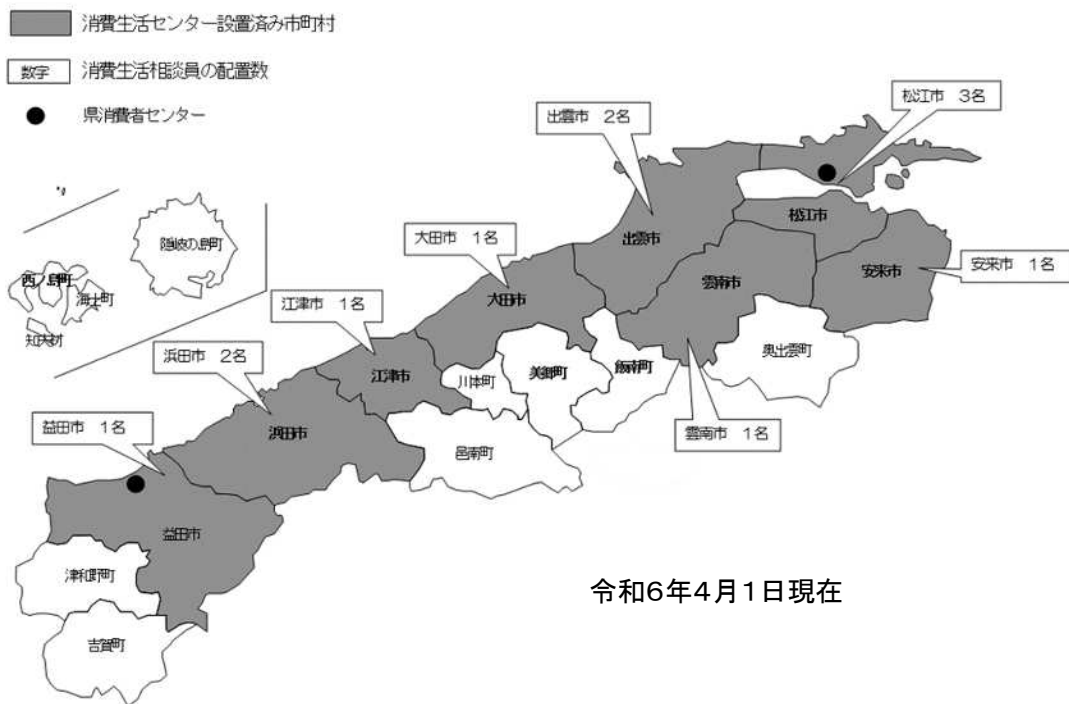 消費生活センター設置済み市町村
数字 消費生活相談員の配置数
県消費者センター
松江市 3名
出雲市 2名
隠岐の島町
大田市 1名
出雲市
松江市
安来市
安来市 1名
西ノ島町
海士町
知夫村
江津市 1名
大田市
雲南市
浜田市 2名
江津市
川本町
美郷町
飯南町
奥出雲町
益田市 1名
浜田市
邑南町
雲南市 1名
益田市
津和野町
令和6年4月1日現在
吉賀町